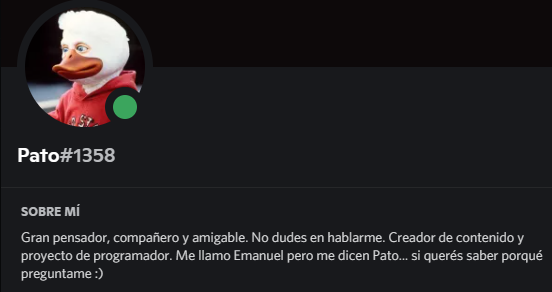 Pato#1358
SOBRE MÍ
Gran pensador, compañero y amigable. No dudes en hablarme. Creador de contenido y
proyecto de programador. Me llamo Emanuel pero me dicen Pato... si querés saber porqué
preguntame :)